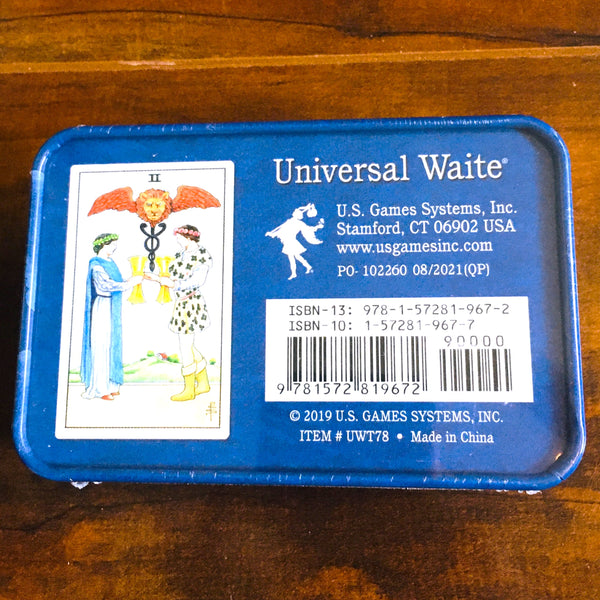 II
Universal Waite®
U.S. Games Systems, Inc.
Stamford, CT 06902 USA
www.usgamesinc.com
PO- 102260 08/2021(QP)
ISBN-13: 978-1-57281-967-2
ISBN-10: 1-57281-967-7
90000
9 781572 819672
© 2019 U.S. GAMES SYSTEMS, INC.
ITEM # UWT78 • Made in China